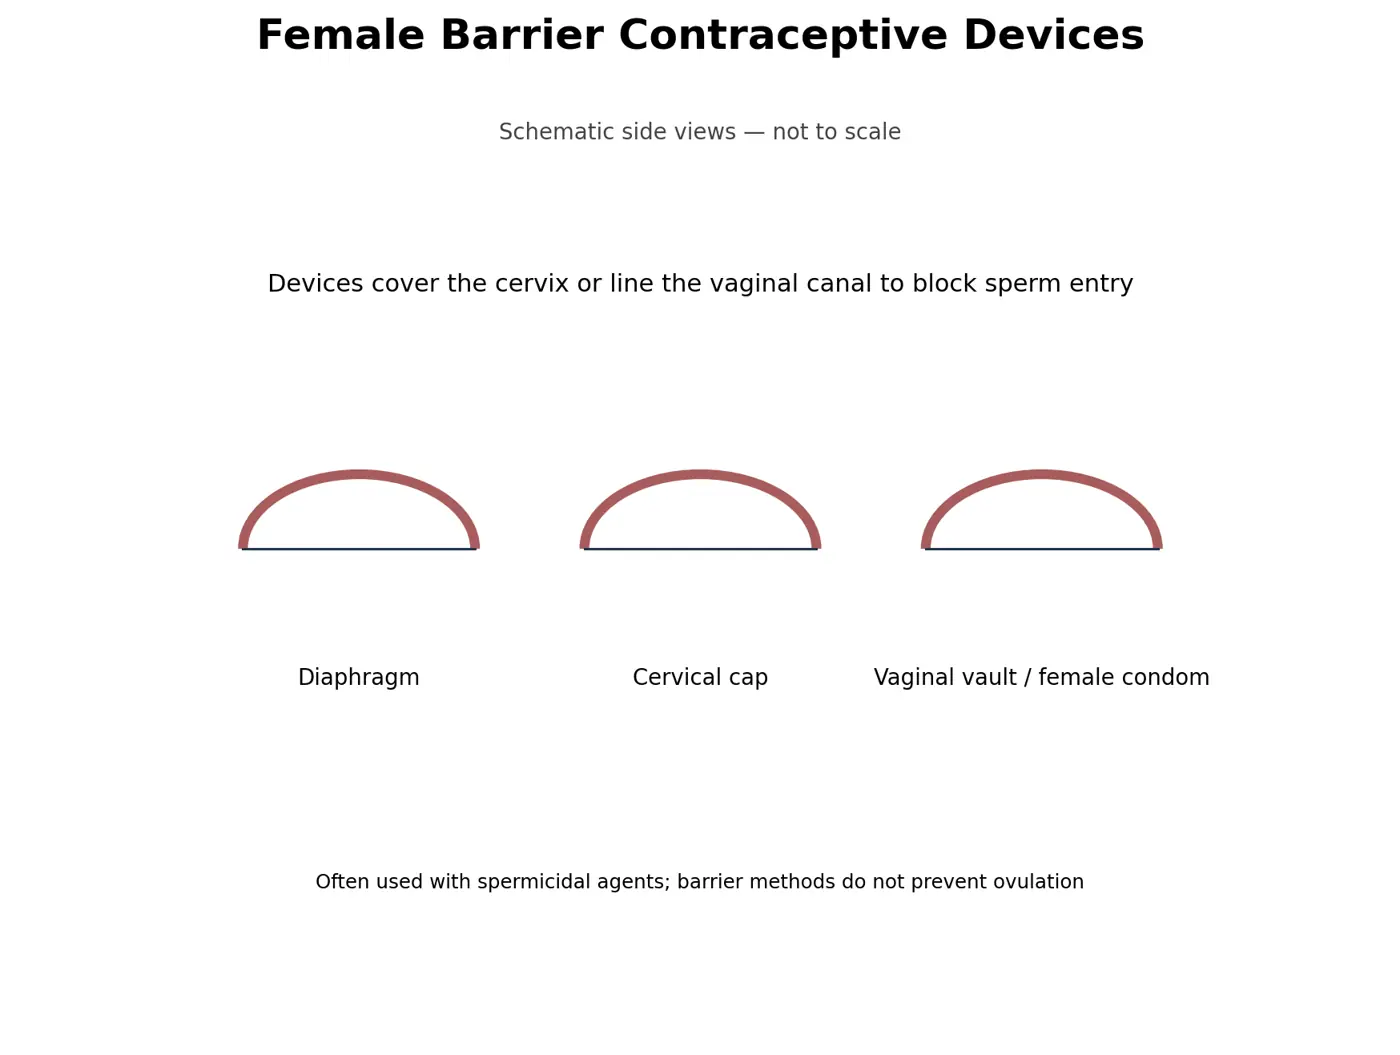 Female Barrier Contraceptive Devices
Schematic side views — not to scale
Devices cover the cervix or line the vaginal canal to block sperm entry
Diaphragm
Cervical cap
Vaginal vault / female condom
Often used with spermicidal agents; barrier methods do not prevent ovulation